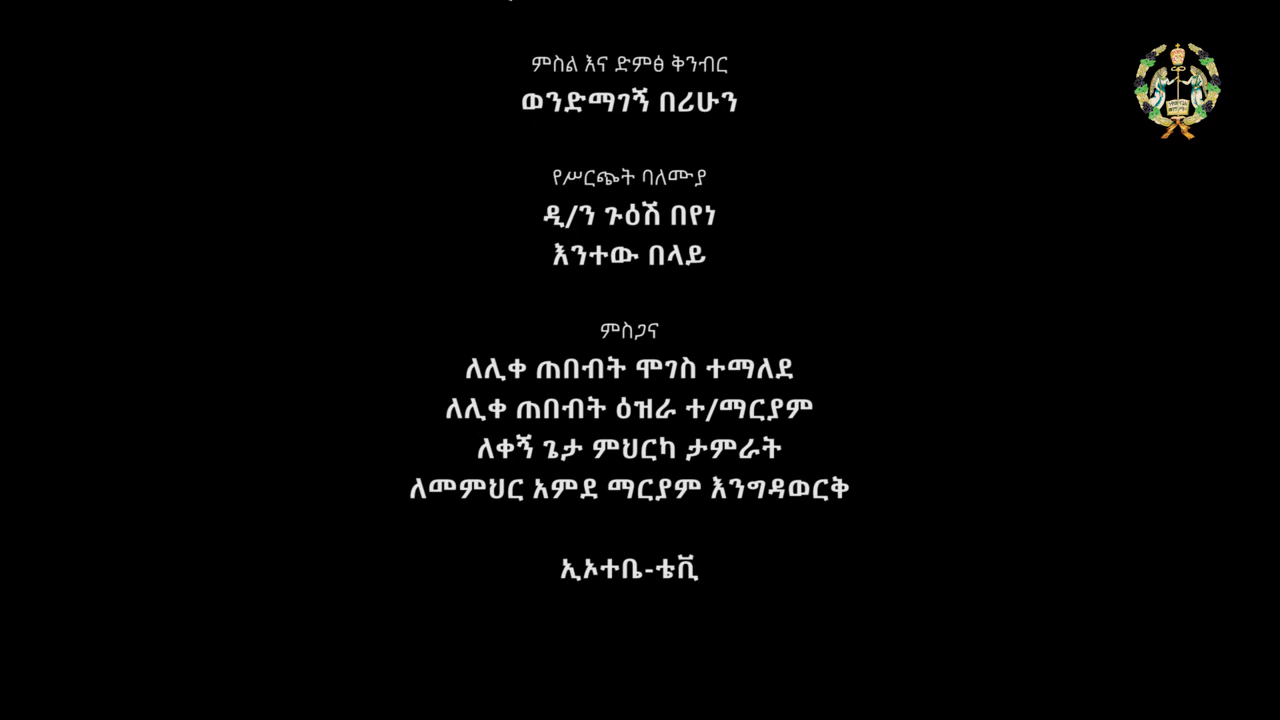 ምስል እና ድምፅ ቅንብር
ወንድማገኝ በሪሁን
የሥርጭት ባለሙያ
ዲ/ን ጉዕሽ በየነ
እንተው በላይ
ምስጋና
ለሊቀ ጠበብት ሞገስ ተማለደ
ለሊቀ ጠበብት ዕዝራ ተ/ማርያም
ለቀኝ ጌታ ምህርካ ታምራት
ለመምህር አምደ ማርያም እንግዳወርቅ
ኢኦተቤ-ቴቪ